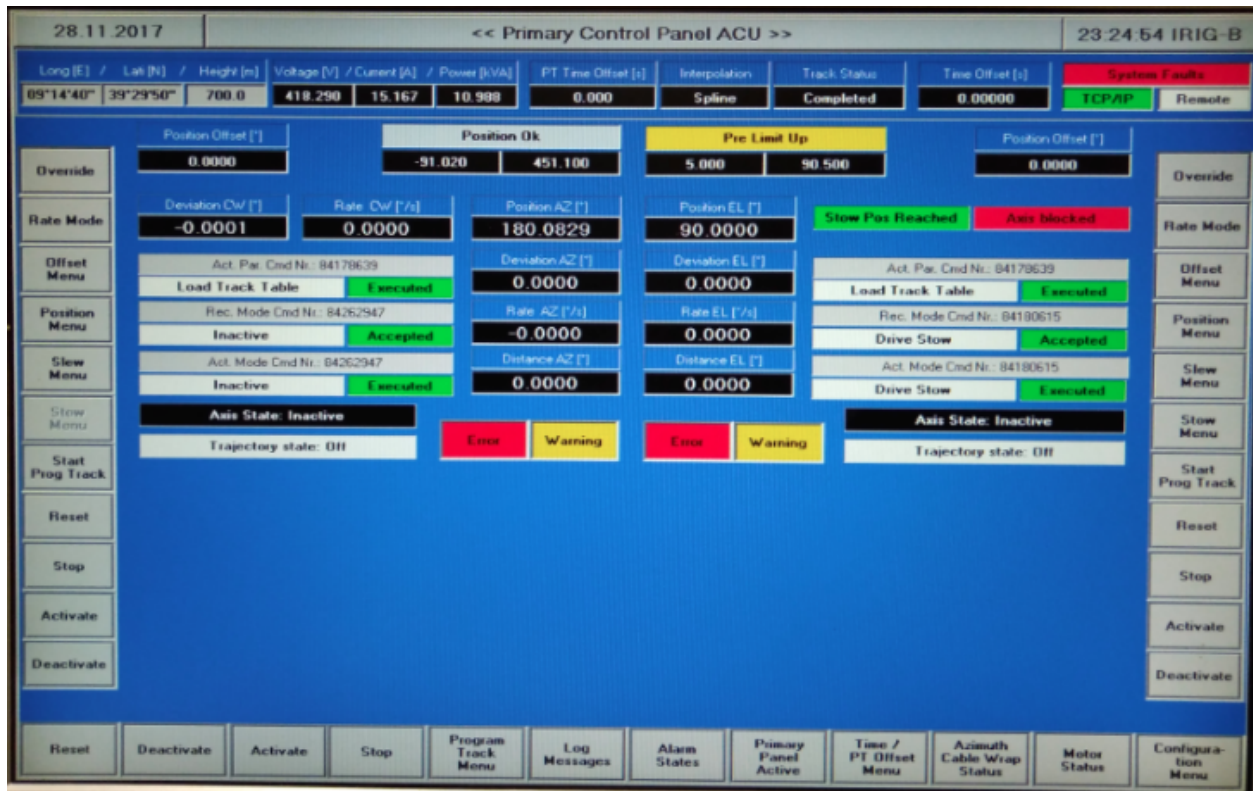 28.11.2017
<< Primary Control Panel ACU >>
23:24:54 IRIG-B
Long [E] / Lati [N] / Height [m]
Voltage [V] / Current [A] / Power [kVA]
PT Time Offset [s]
Interpolation
Track Status
Time Offset [s]
System Faults
09°14'40" 39°29'50" 700.0
418.290 15.167 10.988
0.000
Spline
Completed
0.00000
TCP/IP
Remote
Position Offset [°]
Position Ok
Pre Limit Up
Position Offset [°]
0.0000
-91.020 451.100
5.000 90.500
0.0000
Deviation CW [°]
Rate CW [°/s]
Position AZ [°]
Position EL [°]
Stow Pos Reached
Axis blocked
-0.0001
0.0000
180.0829
90.0000
Act. Par. Cmd Nr.: 84178639
Deviation AZ [°]
Deviation EL [°]
Act. Par. Cmd Nr.: 84178639
Load Track Table
Executed
0.0000
0.0000
Load Track Table
Executed
Rec. Mode Cmd Nr.: 84262947
Rate AZ [°/s]
Rate EL [°/s]
Rec. Mode Cmd Nr.: 84180615
Inactive
Accepted
-0.0000
0.0000
Drive Stow
Accepted
Act. Mode Cmd Nr.: 84262947
Distance AZ [°]
Distance EL [°]
Act. Mode Cmd Nr.: 84180615
Inactive
Executed
0.0000
0.0000
Drive Stow
Executed
Axis State: Inactive
Axis State: Inactive
Trajectory state: Off
Error
Warning
Error
Warning
Trajectory state: Off
Override
Rate Mode
Offset
Menu
Position
Menu
Slew
Menu
Stow
Menu
Start
Prog Track
Reset
Stop
Activate
Deactivate
Override
Rate Mode
Offset
Menu
Position
Menu
Slew
Menu
Stow
Menu
Start
Prog Track
Reset
Stop
Activate
Deactivate
Reset
Deactivate
Activate
Stop
Program
Track
Menu
Log
Messages
Alarm
States
Primary
Panel
Active
Time /
PT Offset
Menu
Azimuth
Cable Wrap
Status
Motor
Status
Configura-
tion
Menu